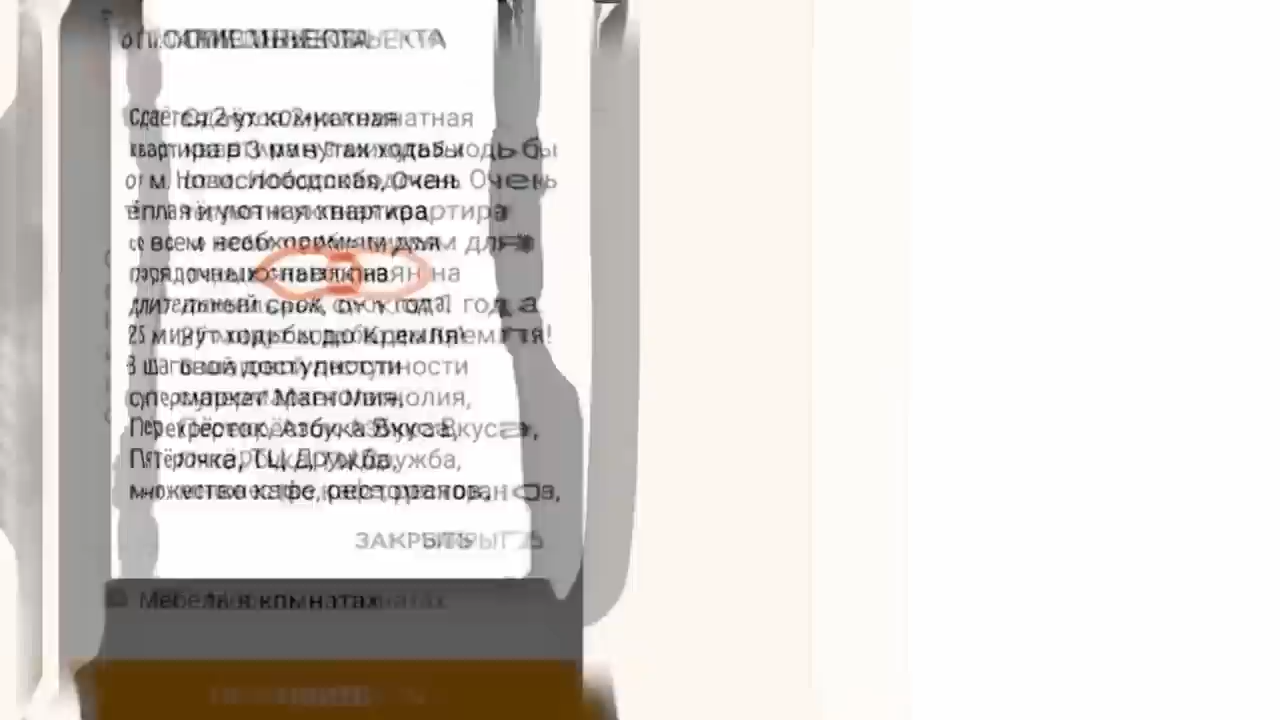 ОПИСАНИЕ ОБЪЕКТА
Сдаётся 2-ух комнатная
квартира в 3 минутах ходьбы
от м. Новослободская, Очень
тёплая и уютная квартира
со всем необходимым для
порядочных славян на
длительный срок, от 1 года.
25 минут ходьбы до Кремля!
В шаговой доступности
супермаркет Магнолия,
Перекрёсток, Азбука Вкуса,
Пятёрочка, ТЦ Дружба,
множество кафе, ресторанов,
ЗАКРЫТЬ
Мебель в комнатах